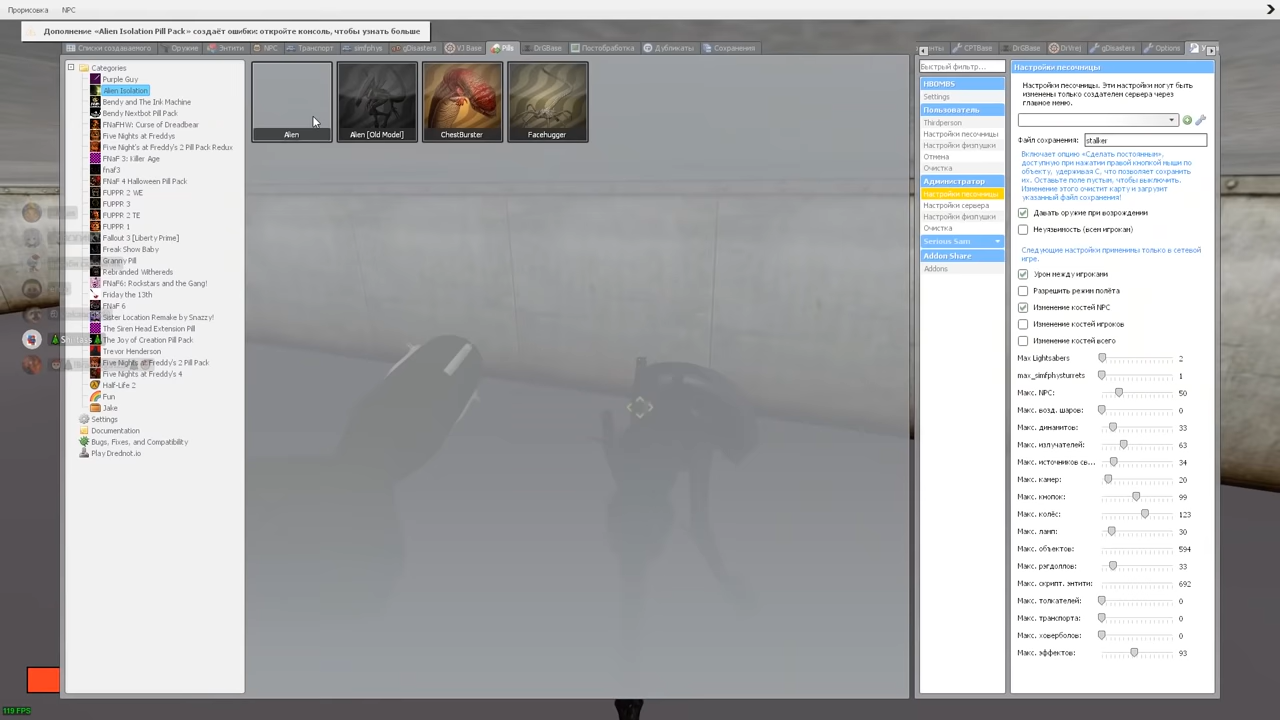 Прорисовка NPC
Дополнение «Alien Isolation Pill Pack» создаёт ошибки: откройте консоль, чтобы узнать больше
Списки создаваемого Оружие Энтити NPC Транспорт simfphys gDisasters VJ Base Pills DrGBase Постобработка Дубликаты Сохранения
CPTBase DrGBase OrVrej gDisasters Options
Categories
Purple Guy
Alien Isolation
Bendy and The Ink Machine
Bendy Nextbot Pill Pack
FNaFHW: Curse of Dreadbear
Five Nights at Freddys
Five Night's at Freddy's 2 Pill Pack Redux
FNaF 3: Killer Age
fnaf3
FNaF 4 Halloween Pill Pack
FUPPR 2 WE
FUPPR 3
FUPPR 2 TE
FUPPR 1
Fallout 3 [Liberty Prime]
Freak Show Baby
Granny Pill
Rebranded Withereds
FNaF6: Rockstars and the Gang!
Friday the 13th
FNaF 6
Sister Location Remake by Snazzy!
The Siren Head Extension Pill
The Joy of Creation Pill Pack
Trevor Henderson
Five Nights at Freddy's 2 Pill Pack
Five Nights at Freddy's 4
Half-Life 2
Fun
Jake
Settings
Documentation
Bugs, Fixes, and Compatibility
Play Drednot.io
Alien
Alien [Old Model]
ChestBurster
Facehugger
Быстрый фильтр...
HBOMBS
Settings
Пользователь
Thirdperson
Настройки песочницы
Настройки физпушки
Отмена
Очистка
Администратор
Настройки песочницы
Настройки сервера
Настройки физпушки
Очистка
Serious Sam
Addon Share
Addons
Настройки песочницы
Настройки песочницы. Эти настройки могут быть
изменены только создателем сервера через
главное меню.
Файл сохранения: stalker
Включает опцию «Сделать постоянным»,
доступную при нажатии правой кнопкой мыши по
объекту, удерживая C, что позволяет сохранить
их. Оставьте поле пустым, чтобы выключить.
Изменение этого очистит карту и загрузит
указанный файл сохранения!
Давать оружие при возрождении
Неуязвимость (всем игрокам)
Следующие настройки применимы только в сетевой
игре.
Урон между игроками
Разрешить режим полёта
Изменение костей NPC
Изменение костей игроков
Изменение костей всего
Max Lightsabers 2
max_simfphysturrets 1
Макс. NPC: 50
Макс. возд. шаров: 0
Макс. динамитов: 33
Макс. излучателей: 63
Макс. источников св... 34
Макс. камер: 20
Макс. кнопок: 99
Макс. колёс: 123
Макс. ламп: 30
Макс. объектов: 594
Макс. рэгдоллов: 33
Макс. скрипт. энтити: 692
Макс. толкателей: 0
Макс. транспорта: 0
Макс. ховерболов: 0
Макс. эффектов: 93
119 FPS